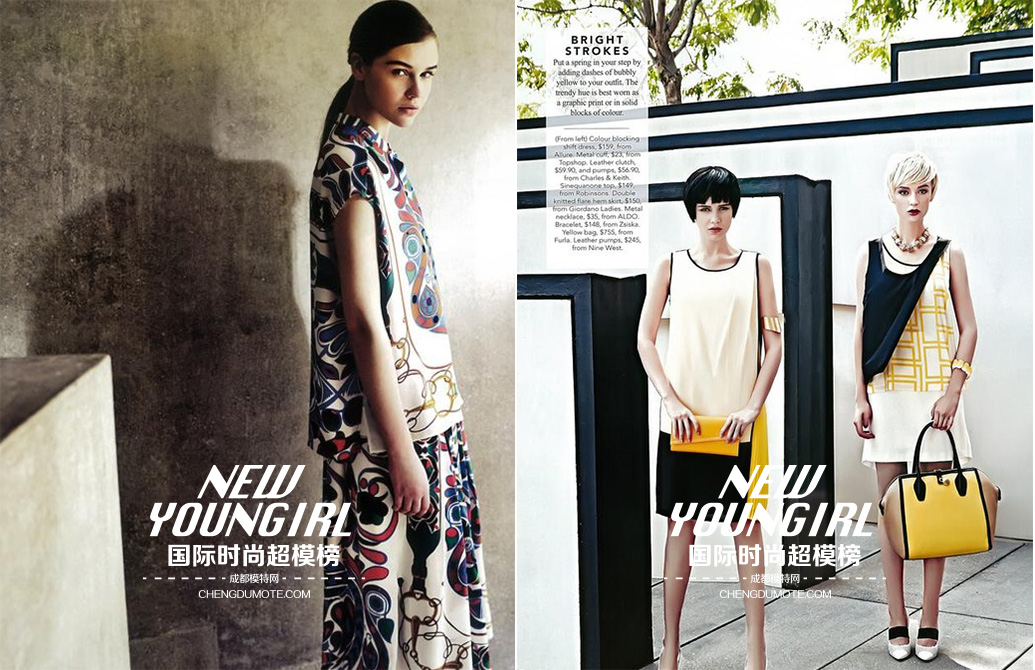 NEW
YOUNGIRL
国际时尚超模榜
成都模特网
CHENGDUMOTE.COM
BRIGHT
STROKES
Put a spring in your step by
adding dashes of bubbly
yellow to your outfit. The
trendy hue is best worn as
a graphic print or in solid
blocks of colour.
(From left) Colour blocking
shift dress, $159, from
Allure. Metal cuff, $23, from
Topshop. Leather clutch,
$59.90, and pumps, $56.90,
from Charles & Keith.
Sinequanone top, $149,
from Robinsons. Double
knitted flare hem skirt, $150,
from Giordano Ladies. Metal
necklace, $35, from ALDO.
Bracelet, $148, from Zsiska.
Yellow bag, $755, from
Furla. Leather pumps, $245,
from Nine West.
NEW
YOUNGIRL
国际时尚超模榜
成都模特网
CHENGDUMOTE.COM